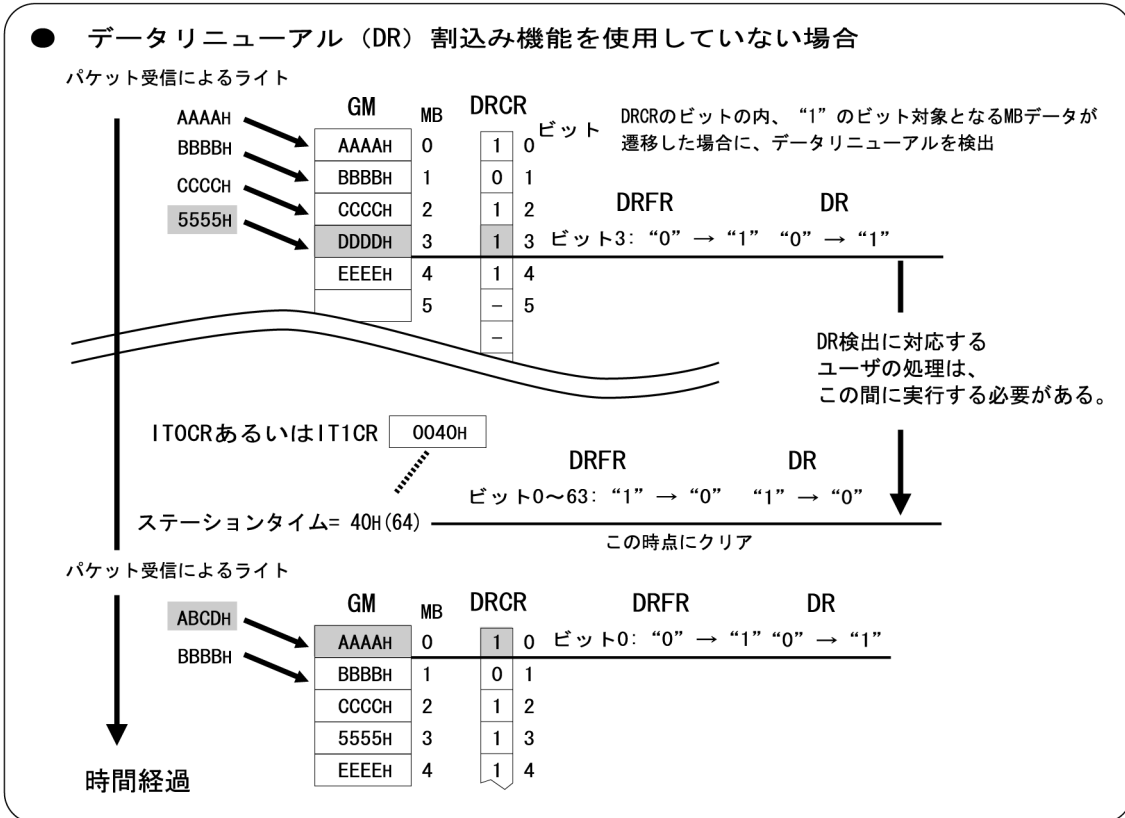 ● データリニューアル（DR）割込み機能を使用していない場合
パケット受信によるライト
GM MB DRCR ビット
DRCRのビットの内、“1”のビット対象となるMBデータが
遷移した場合に、データリニューアルを検出
AAAAH AAAAH 0 1 0
BBBBH BBBBH 1 0 1
CCCCH CCCCH 2 1 2
DRFR DR
5555H DDDDH 3 1 3 ビット3: “0” → “1” “0” → “1”
EEEEH 4 1 4
5 － 5
－
DR検出に対応する
ユーザの処理は、
この間に実行する必要がある。
IT0CRあるいはIT1CR 0040H
DRFR DR
ビット0～63: “1” → “0” “1” → “0”
ステーションタイム= 40H(64)
この時点にクリア
パケット受信によるライト
GM MB DRCR DRFR DR
ABCDH AAAAH 0 1 0 ビット0: “0” → “1” “0” → “1”
BBBBH BBBBH 1 0 1
CCCCH 2 1 2
5555H 3 1 3
EEEEH 4 1 4
時間経過